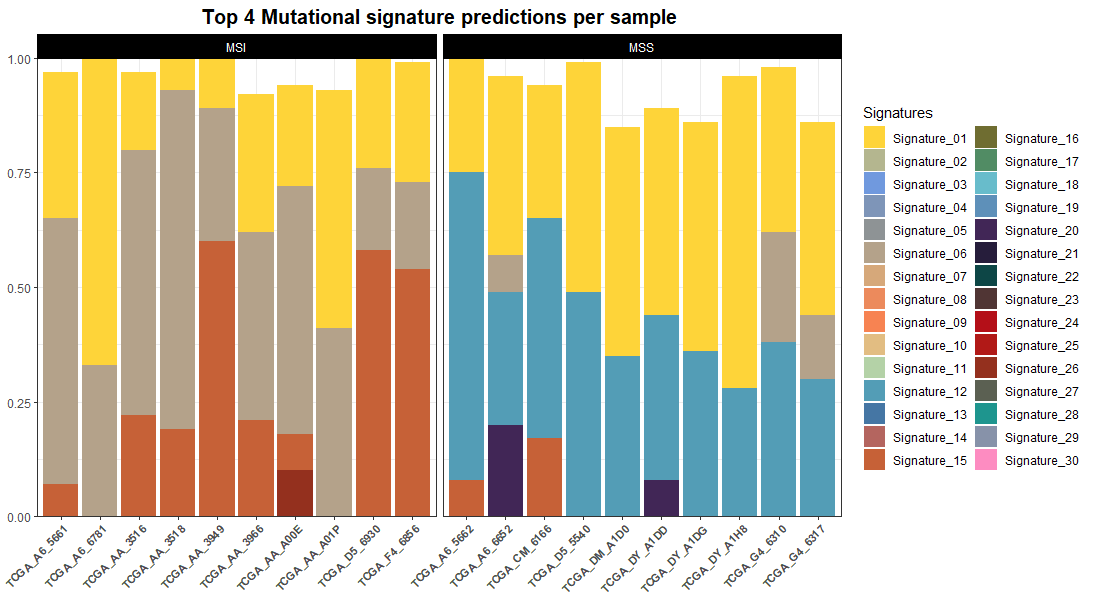 Top 4 Mutational signature predictions per sample
MSI
MSS
1.00
0.75
0.50
0.25
0.00
TCGA_A6_5661
TCGA_A6_6781
TCGA_AA_3516
TCGA_AA_3518
TCGA_AA_3949
TCGA_AA_3966
TCGA_AA_A00E
TCGA_AA_A01P
TCGA_D5_6930
TCGA_F4_6856
TCGA_A6_5662
TCGA_A6_6652
TCGA_CM_6166
TCGA_D5_5540
TCGA_DM_A1D0
TCGA_DY_A1DD
TCGA_DY_A1DG
TCGA_DY_A1H8
TCGA_G4_6310
TCGA_G4_6317
Signatures
Signature_01
Signature_02
Signature_03
Signature_04
Signature_05
Signature_06
Signature_07
Signature_08
Signature_09
Signature_10
Signature_11
Signature_12
Signature_13
Signature_14
Signature_15
Signature_16
Signature_17
Signature_18
Signature_19
Signature_20
Signature_21
Signature_22
Signature_23
Signature_24
Signature_25
Signature_26
Signature_27
Signature_28
Signature_29
Signature_30